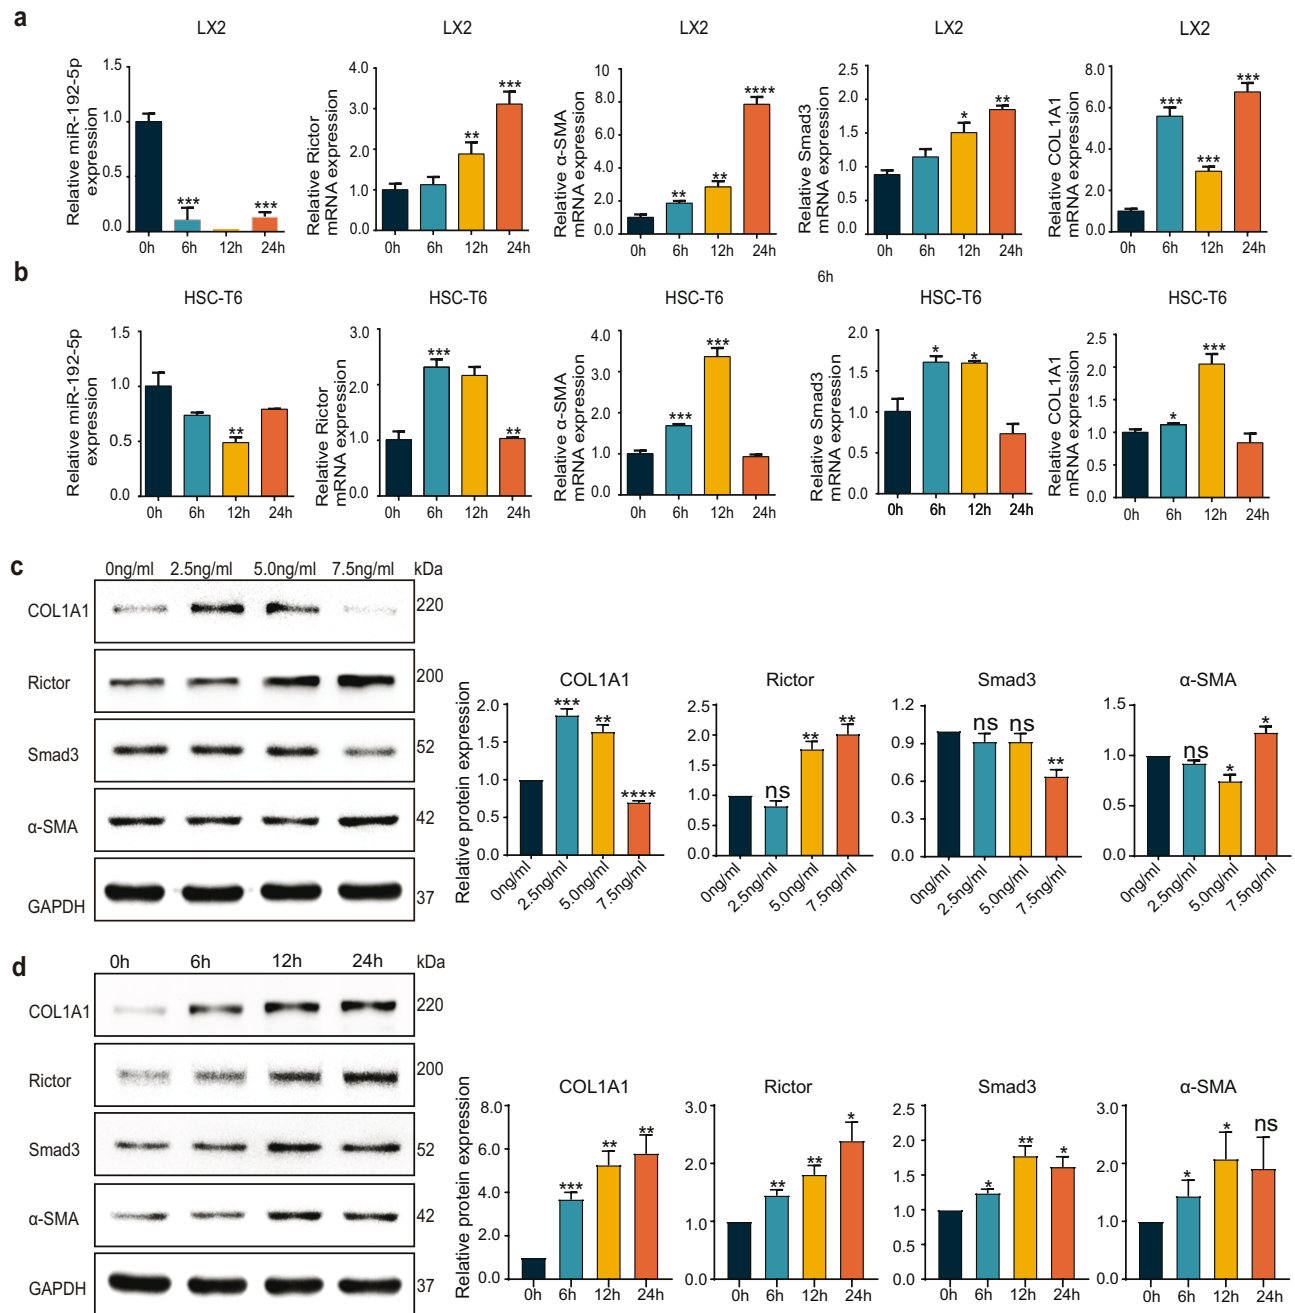 a
LX2 LX2 LX2 LX2 LX2
Relative miR-192-5p expression
1.5 1.0 0.5 0.0
*** ***
0h 6h 12h 24h
Relative Rictor mRNA expression
4.0 3.0 2.0 1.0 0.0
** ***
0h 6h 12h 24h
Relative α-SMA mRNA expression
10 8.0 6.0 4.0 2.0 0.0
** ** ****
0h 6h 12h 24h
Relative Smad3 mRNA expression
2.5 2.0 1.5 1.0 0.5 0.0
* **
0h 6h 12h 24h
Relative COL1A1 mRNA expression
8.0 6.0 4.0 2.0 0.0
*** *** ***
0h 6h 12h 24h
b
6h
HSC-T6 HSC-T6 HSC-T6 HSC-T6 HSC-T6
Relative miR-192-5p expression
1.5 1.0 0.5 0.0
**
0h 6h 12h 24h
Relative Rictor mRNA expression
3.0 2.0 1.0 0.0
*** **
0h 6h 12h 24h
Relative α-SMA mRNA expression
4.0 3.0 2.0 1.0 0.0
*** ***
0h 6h 12h 24h
Relative Smad3 mRNA expression
2.0 1.5 1.0 0.5 0.0
* *
0h 6h 12h 24h
Relative COL1A1 mRNA expression
2.5 2.0 1.5 1.0 0.5 0.0
* ***
0h 6h 12h 24h
c
0ng/ml 2.5ng/ml 5.0ng/ml 7.5ng/ml kDa
COL1A1 220
Rictor 200
Smad3 52
α-SMA 42
GAPDH 37
Relative protein expression
COL1A1
2.0 1.5 1.0 0.5 0.0
*** ** ****
0ng/ml 2.5ng/ml 5.0ng/ml 7.5ng/ml
Rictor
2.5 2.0 1.5 1.0 0.5 0.0
ns ** **
0ng/ml 2.5ng/ml 5.0ng/ml 7.5ng/ml
Smad3
1.2 0.9 0.6 0.3 0.0
ns ns **
0ng/ml 2.5ng/ml 5.0ng/ml 7.5ng/ml
α-SMA
1.5 1.0 0.5 0.0
ns * *
0ng/ml 2.5ng/ml 5.0ng/ml 7.5ng/ml
d
0h 6h 12h 24h kDa
COL1A1 220
Rictor 200
Smad3 52
α-SMA 42
GAPDH 37
Relative protein expression
COL1A1
8.0 6.0 4.0 2.0 0.0
*** ** **
0h 6h 12h 24h
Rictor
3.0 2.0 1.0 0.0
** ** *
0h 6h 12h 24h
Smad3
2.5 2.0 1.5 1.0 0.5 0.0
* ** *
0h 6h 12h 24h
α-SMA
3.0 2.0 1.0 0.0
* * ns
0h 6h 12h 24h